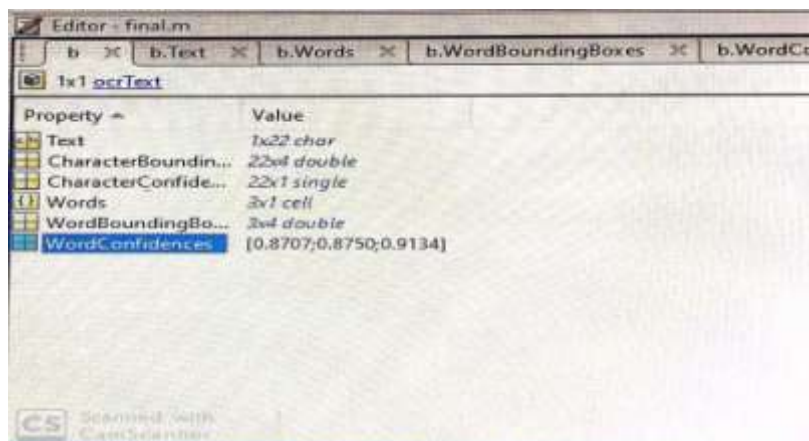 Editor - final.m
b b.Text b.Words b.WordBoundingBoxes b.WordCo
1x1 ocrText
Property Value
Text 1x22 char
CharacterBoundin... 22x4 double
CharacterConfide... 22x1 single
Words 3x1 cell
WordBoundingBo... 3x4 double
WordConfidences [0.8707;0.8750;0.9134]
CS Scanned with
CamScanner